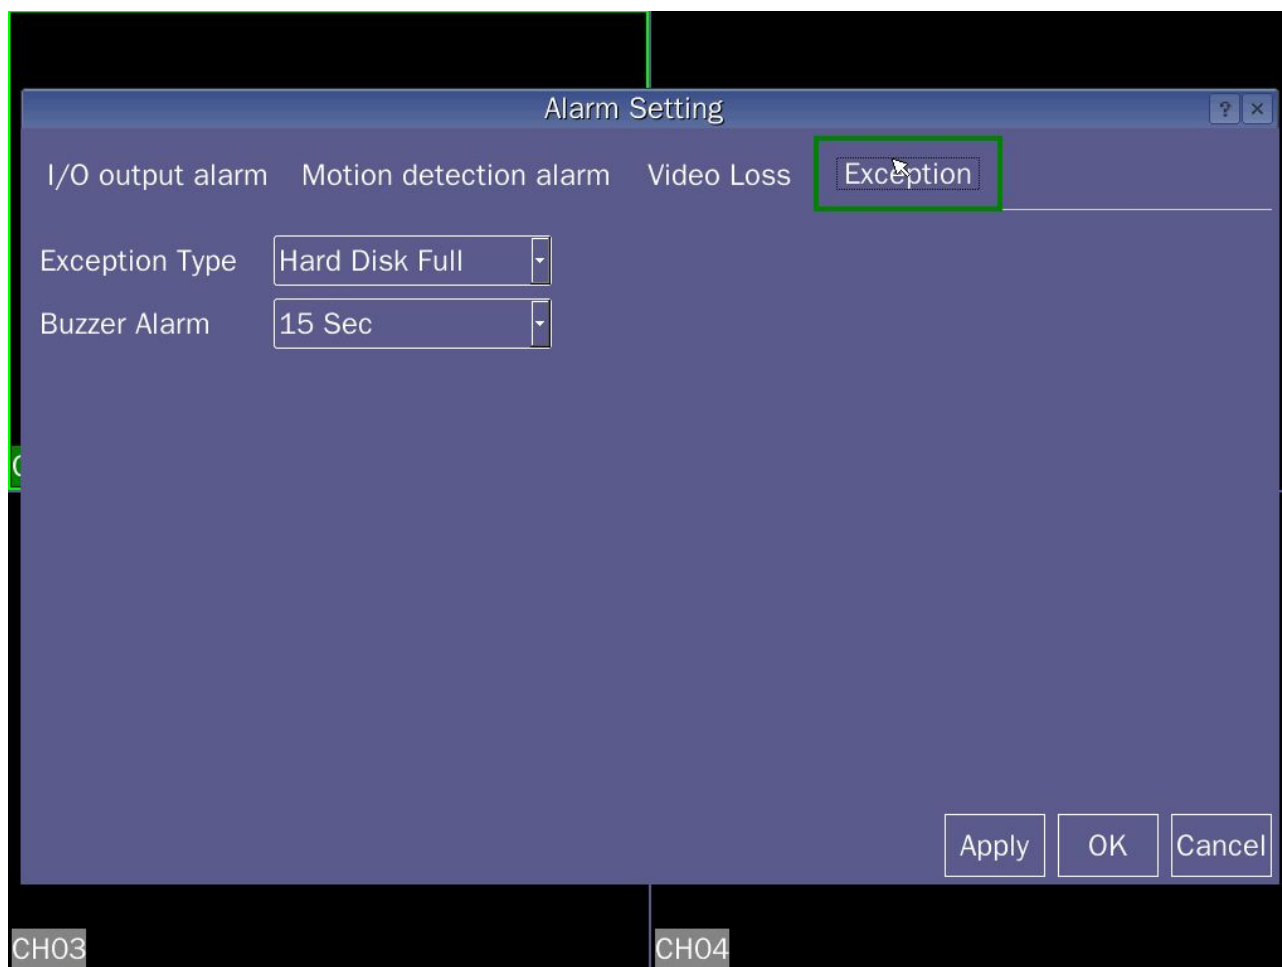 Alarm Setting
? ×
I/O output alarm Motion detection alarm Video Loss Exception
Exception Type Hard Disk Full
Buzzer Alarm 15 Sec
Apply OK Cancel
CH03 CH04